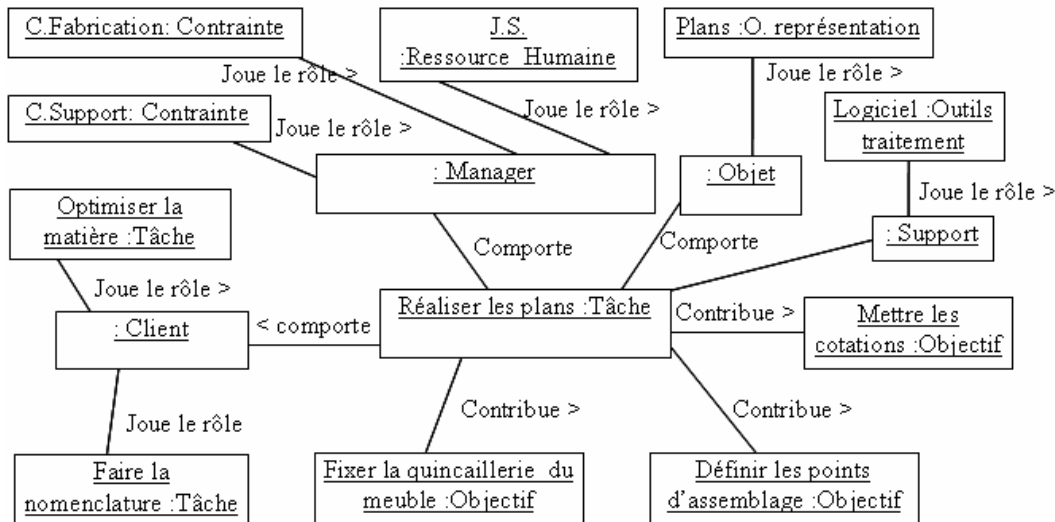 C.Fabrication: Contrainte
J.S.
:Ressource Humaine
Plans :O. représentation
Joue le rôle >
Joue le rôle >
C.Support: Contrainte
Joue le rôle >
Joue le rôle >
Logiciel :Outils
traitement
: Manager
: Objet
Joue le rôle >
Optimiser la
matière :Tâche
: Support
Comporte
Comporte
Joue le rôle >
Réaliser les plans :Tâche
: Client
< comporte
Contribue >
Mettre les
cotations :Objectif
Joue le rôle
Contribue >
Contribue >
Faire la
nomenclature :Tâche
Fixer la quincaillerie du
meuble :Objectif
Définir les points
d'assemblage :Objectif